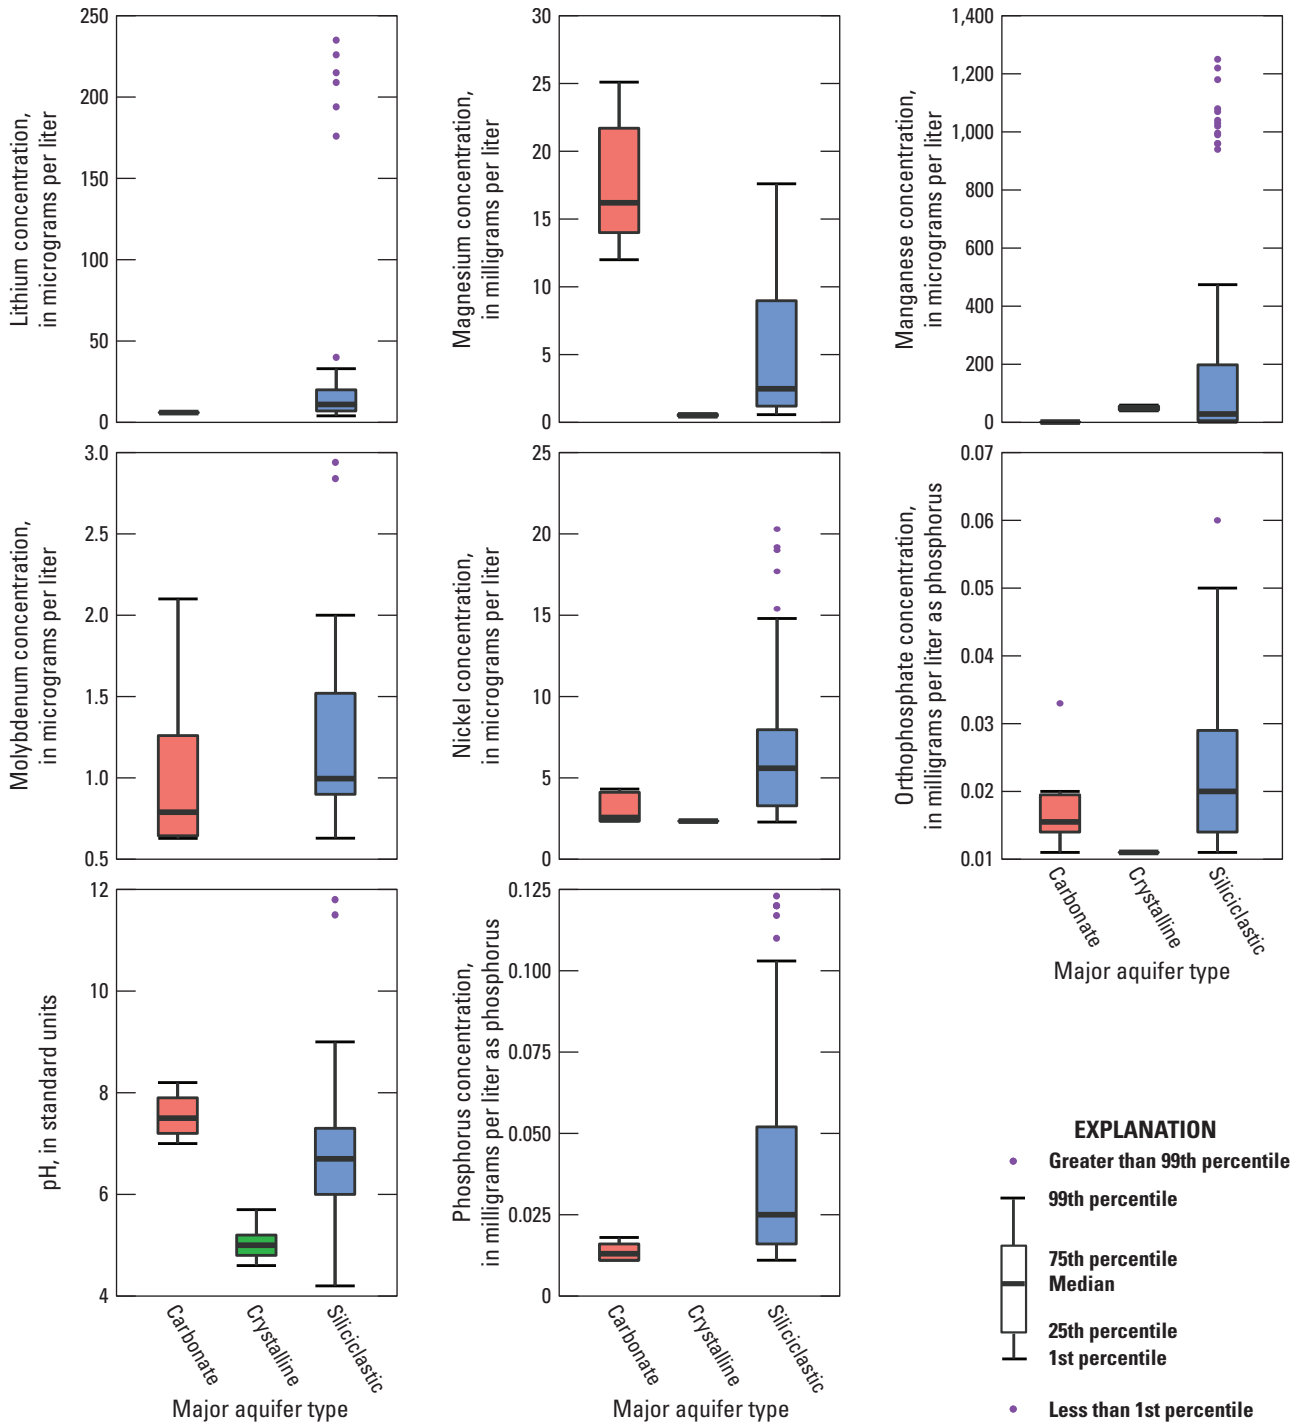 Lithium concentration,
in micrograms per liter
250
200
150
100
50
0
Magnesium concentration,
in milligrams per liter
30
25
20
15
10
5
0
Manganese concentration,
in micrograms per liter
1,400
1,200
1,000
800
600
400
200
0
Molybdenum concentration,
in micrograms per liter
3.0
2.5
2.0
1.5
1.0
0.5
Nickel concentration,
in micrograms per liter
25
20
15
10
5
0
Orthophosphate concentration,
in milligrams per liter as phosphorus
0.07
0.06
0.05
0.04
0.03
0.02
0.01
Carbonate
Crystalline
Siliciclastic
Major aquifer type
pH, in standard units
12
10
8
6
4
Carbonate
Crystalline
Siliciclastic
Major aquifer type
Phosphorus concentration,
in milligrams per liter as phosphorus
0.125
0.100
0.075
0.050
0.025
0
Carbonate
Crystalline
Siliciclastic
Major aquifer type
EXPLANATION
Greater than 99th percentile
99th percentile
75th percentile
Median
25th percentile
1st percentile
Less than 1st percentile